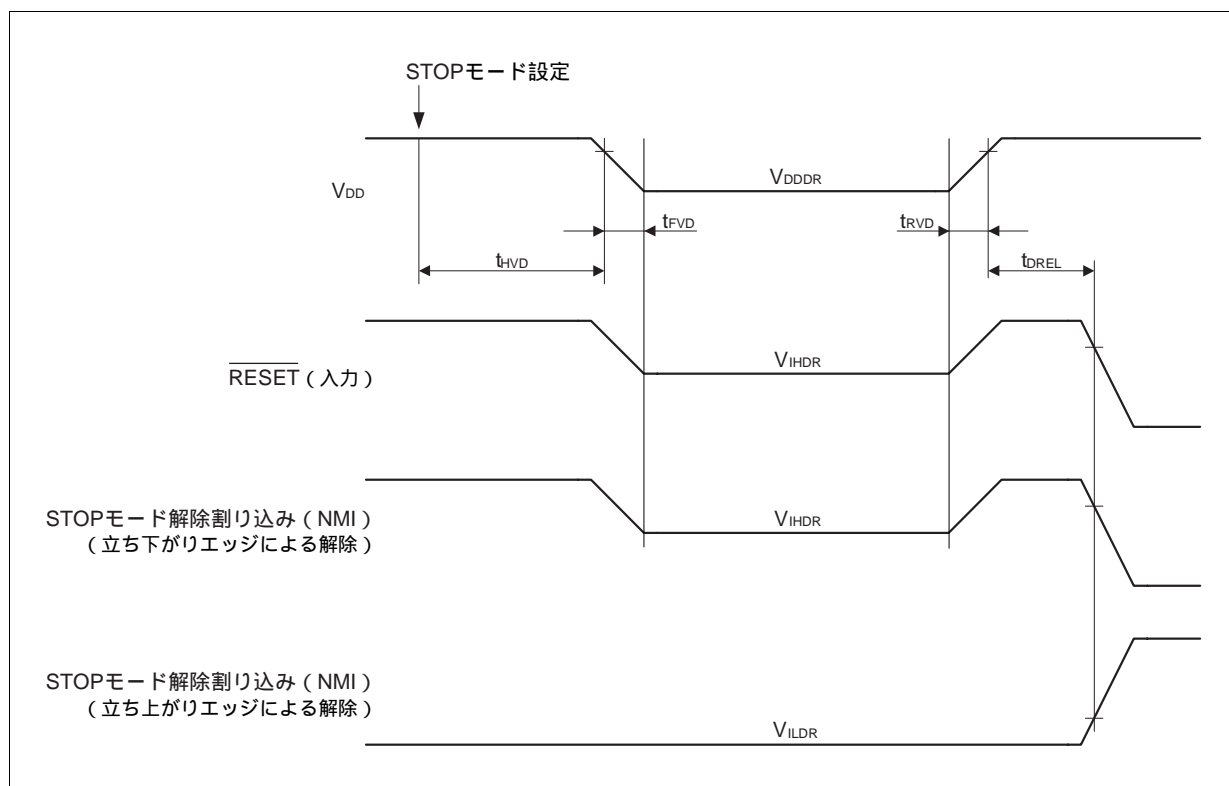 STOPモード設定
VDD
VDDDR
tFVD
tRVD
tHVD
tDREL
RESET（入力）
VIHDR
STOPモード解除割り込み（NMI）
（立ち下がりエッジによる解除）
VIHDR
STOPモード解除割り込み（NMI）
（立ち上がりエッジによる解除）
VILDR